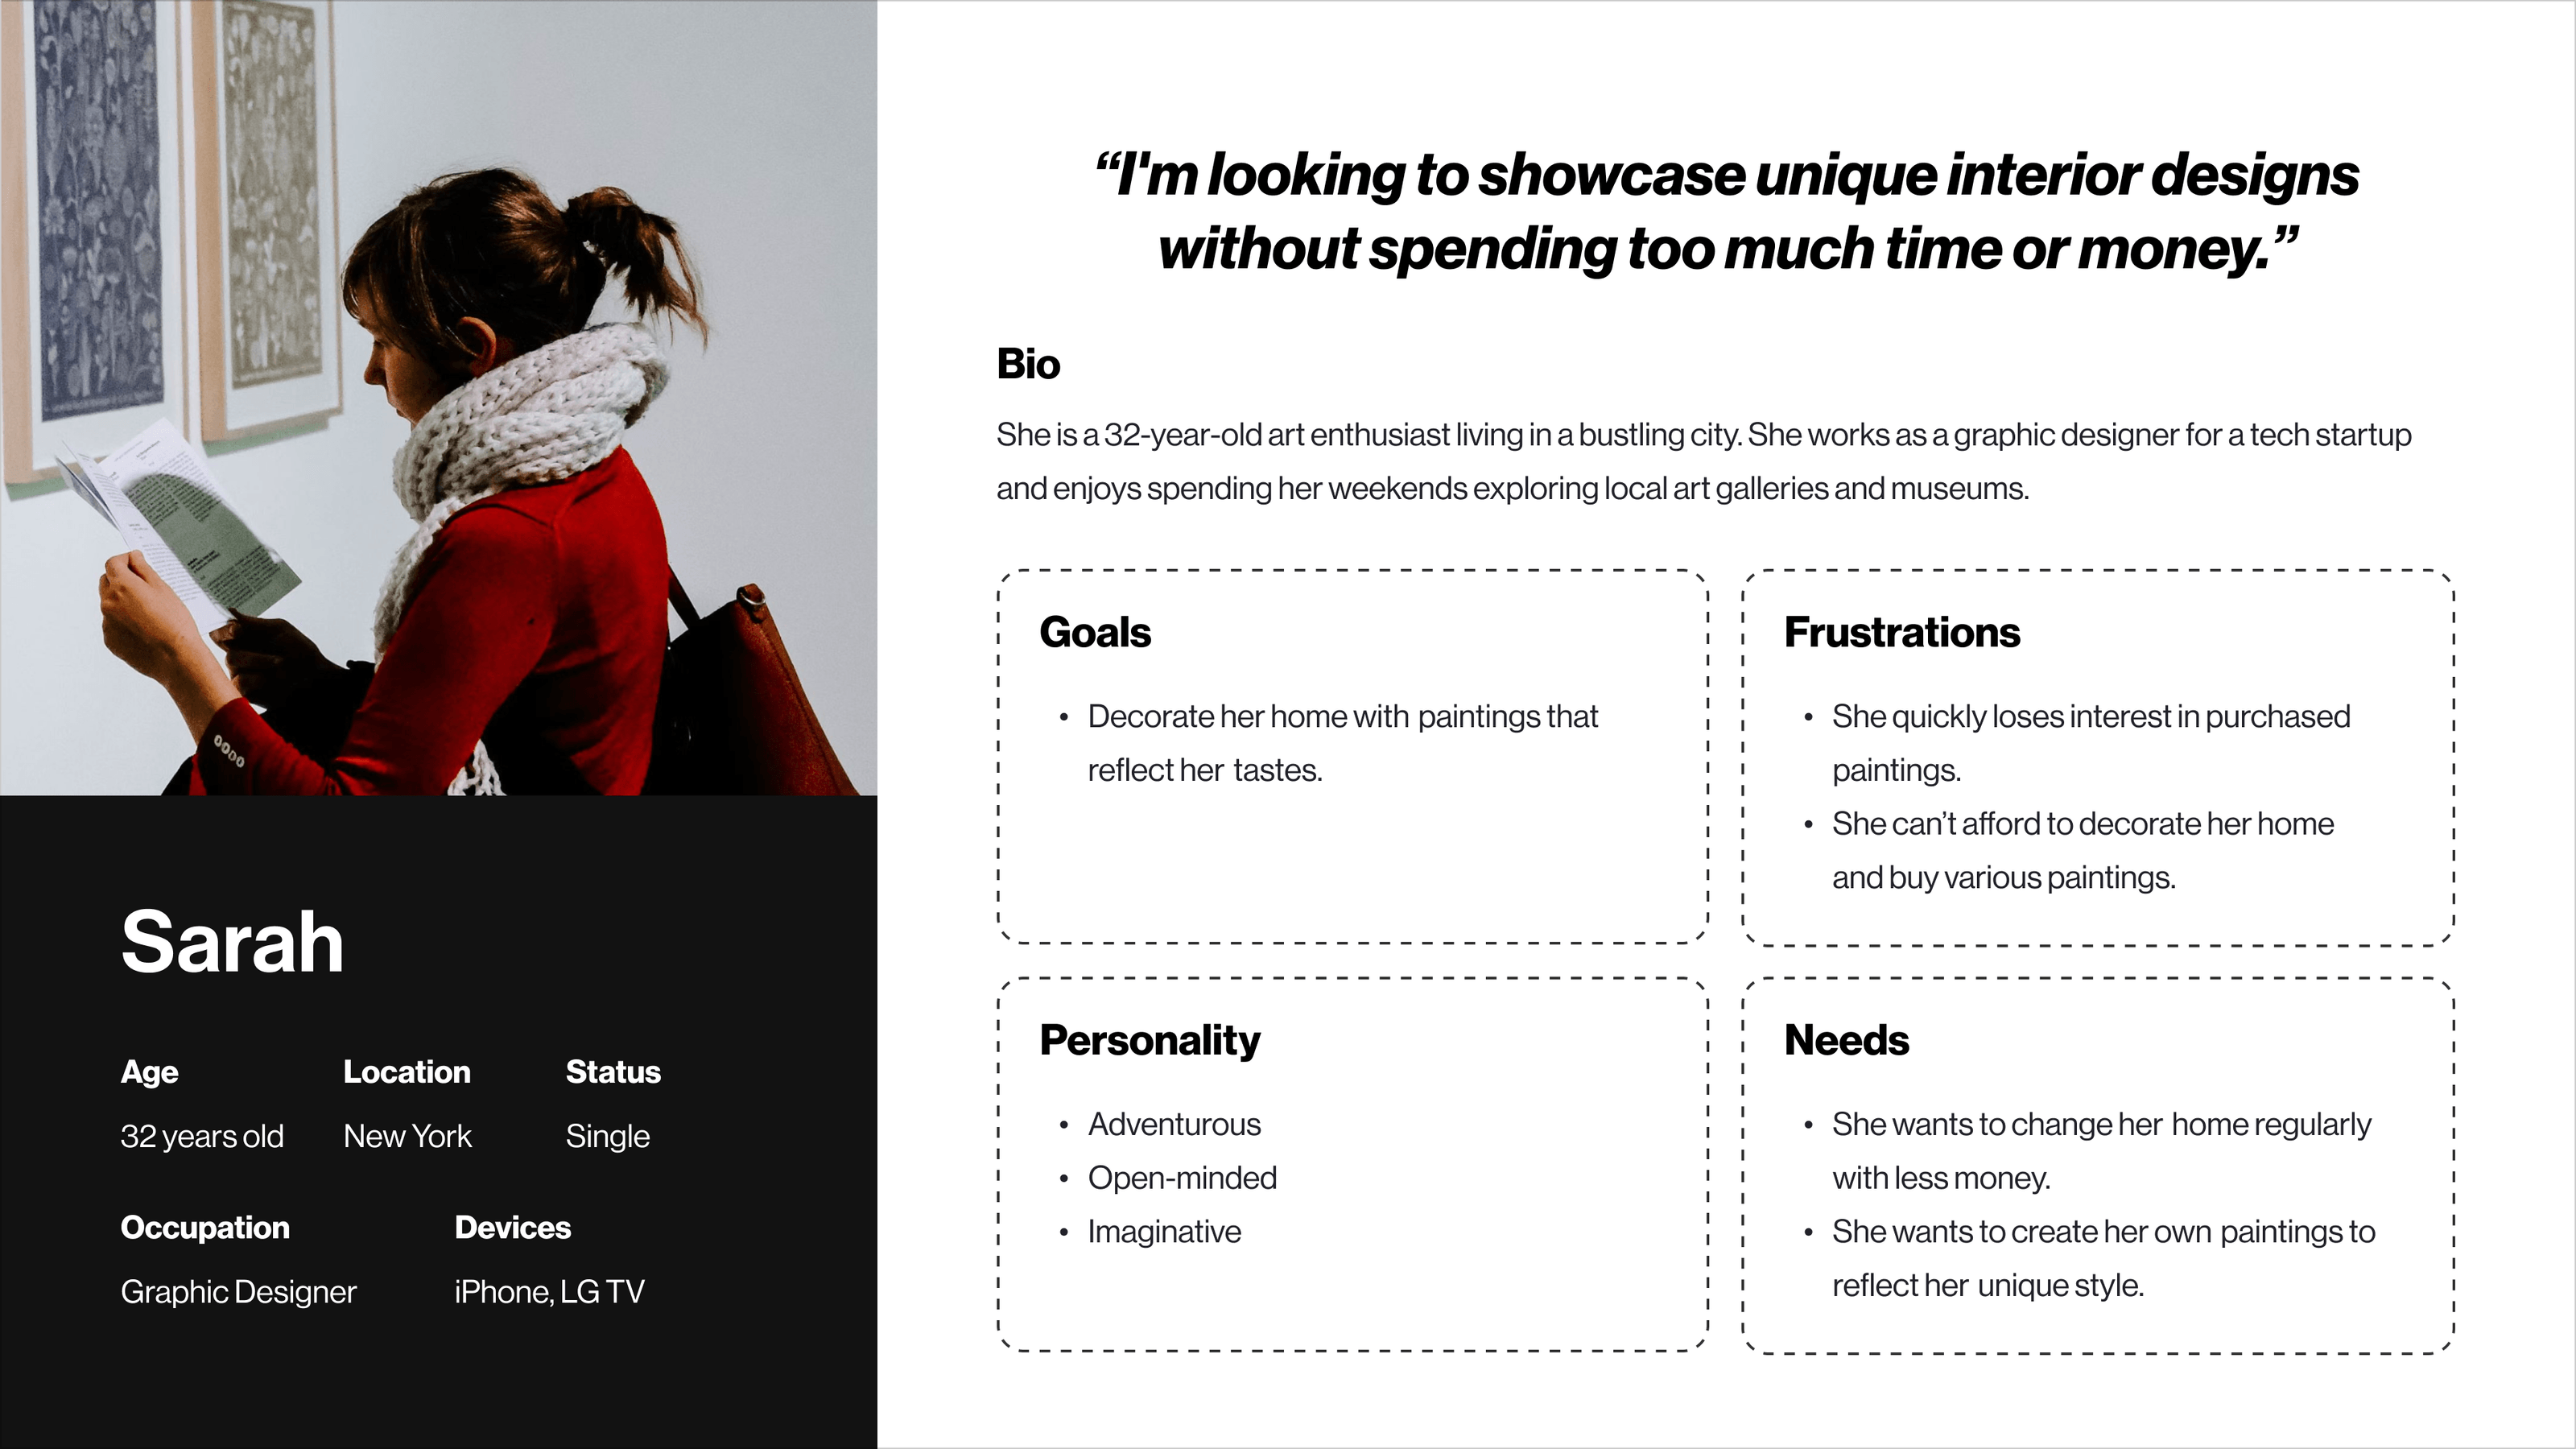 “I'm looking to showcase unique interior designs
without spending too much time or money.”
Bio
She is a 32-year-old art enthusiast living in a bustling city. She works as a graphic designer for a tech startup
and enjoys spending her weekends exploring local art galleries and museums.
Goals
• Decorate her home with paintings that
reflect her tastes.
Frustrations
• She quickly loses interest in purchased
paintings.
• She can’t afford to decorate her home
and buy various paintings.
Personality
• Adventurous
• Open-minded
• Imaginative
Needs
• She wants to change her home regularly
with less money.
• She wants to create her own paintings to
reflect her unique style.
Sarah
Age
32 years old
Location
New York
Status
Single
Occupation
Graphic Designer
Devices
iPhone, LG TV